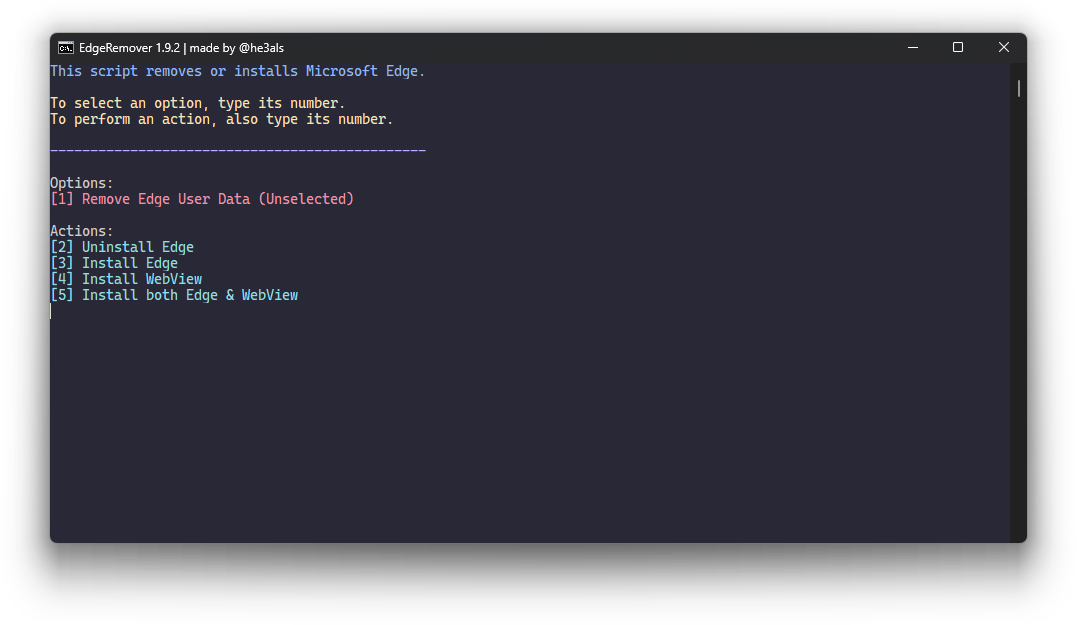 EdgeRemover 1.9.2 | made by @he3als
This script removes or installs Microsoft Edge.
To select an option, type its number.
To perform an action, also type its number.
_______________________________________________
Options:
[1] Remove Edge User Data (Unselected)
Actions:
[2] Uninstall Edge
[3] Install Edge
[4] Install WebView
[5] Install both Edge & WebView